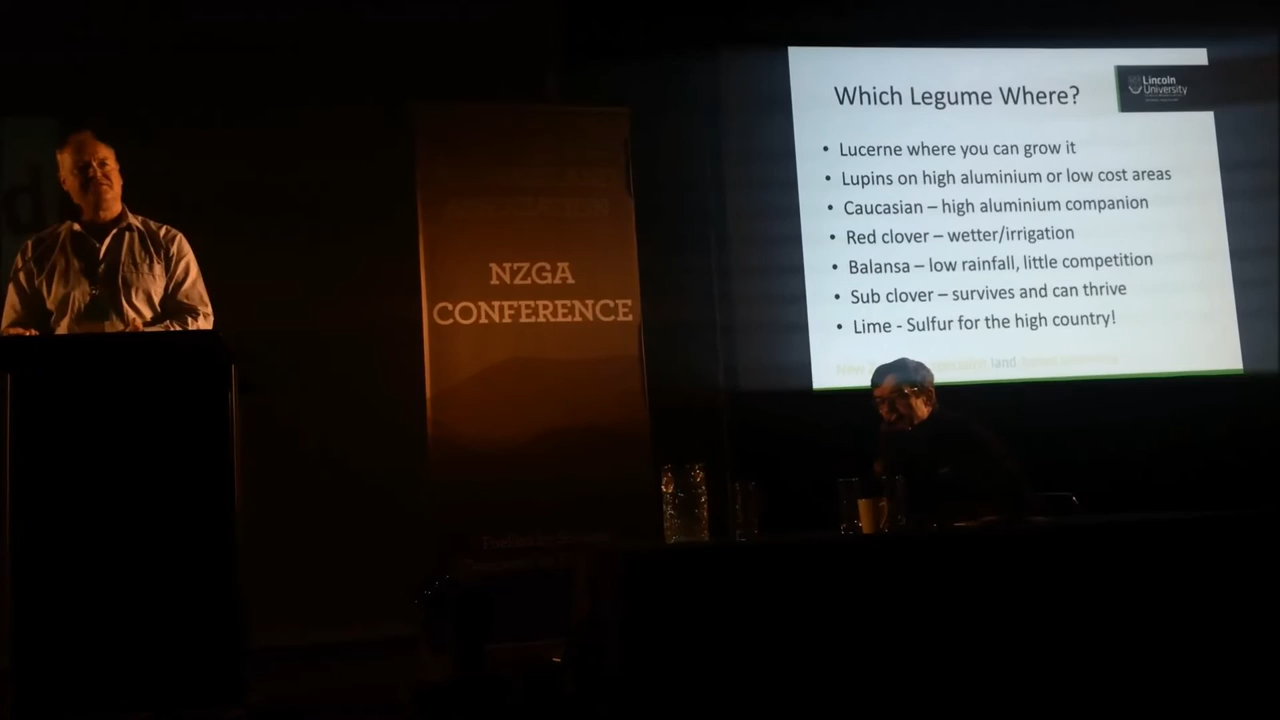 NZGA
CONFERENCE
Which Legume Where?
Lincoln
University
• Lucerne where you can grow it
• Lupins on high aluminium or low cost areas
• Caucasian – high aluminium companion
• Red clover – wetter/irrigation
• Balansa – low rainfall, little competition
• Sub clover – survives and can thrive
• Lime - Sulfur for the high country!
New
land